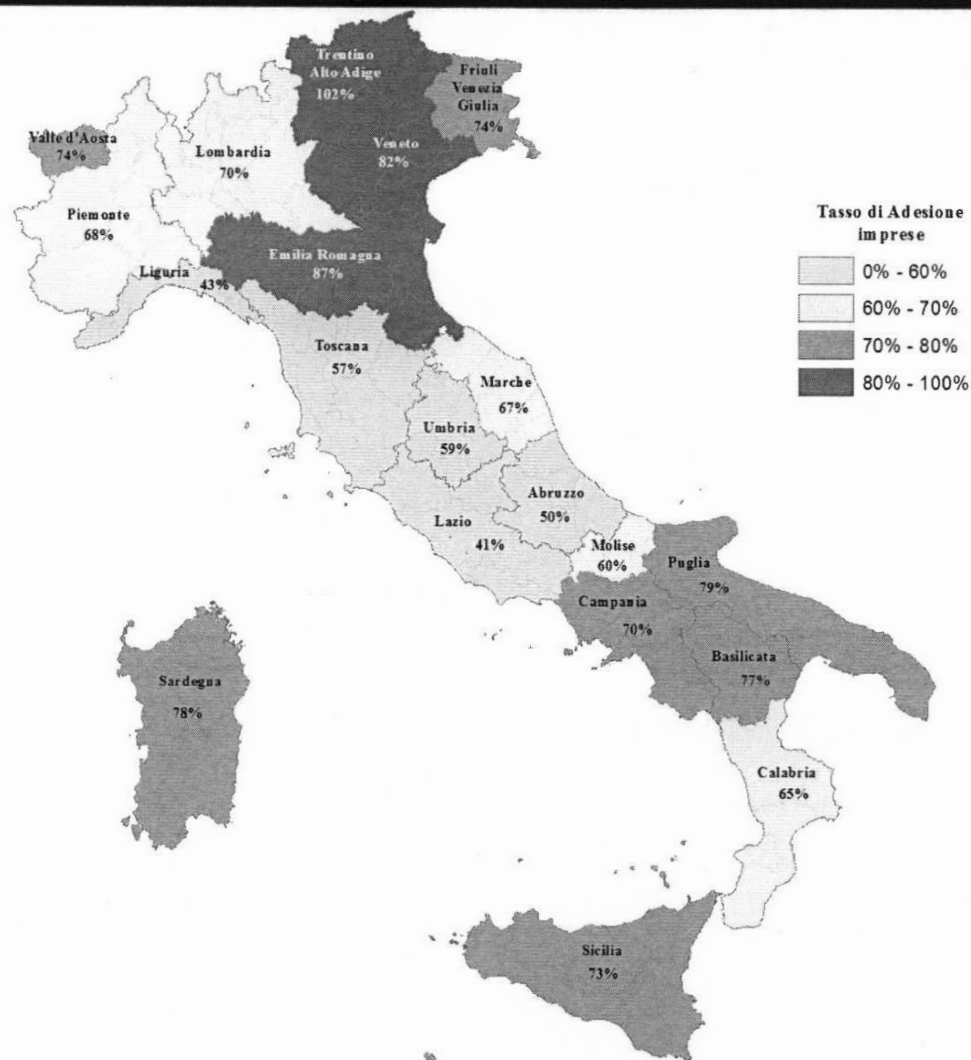 Trentino
Alto Adige
102%
Friuli
Venezia
Giulia
74%
Valle d'Aosta
74%
Veneto
82%
Lombardia
70%
Piemonte
68%
Emilia Romagna
87%
Liguria
43%
Toscana
57%
Marche
67%
Umbria
59%
Abruzzo
50%
Lazio
41%
Molise
60%
Puglia
79%
Campania
70%
Basilicata
77%
Sardegna
78%
Calabria
65%
Sicilia
73%
Tasso di Adesione
imprese
0% - 60%
60% - 70%
70% - 80%
80% - 100%